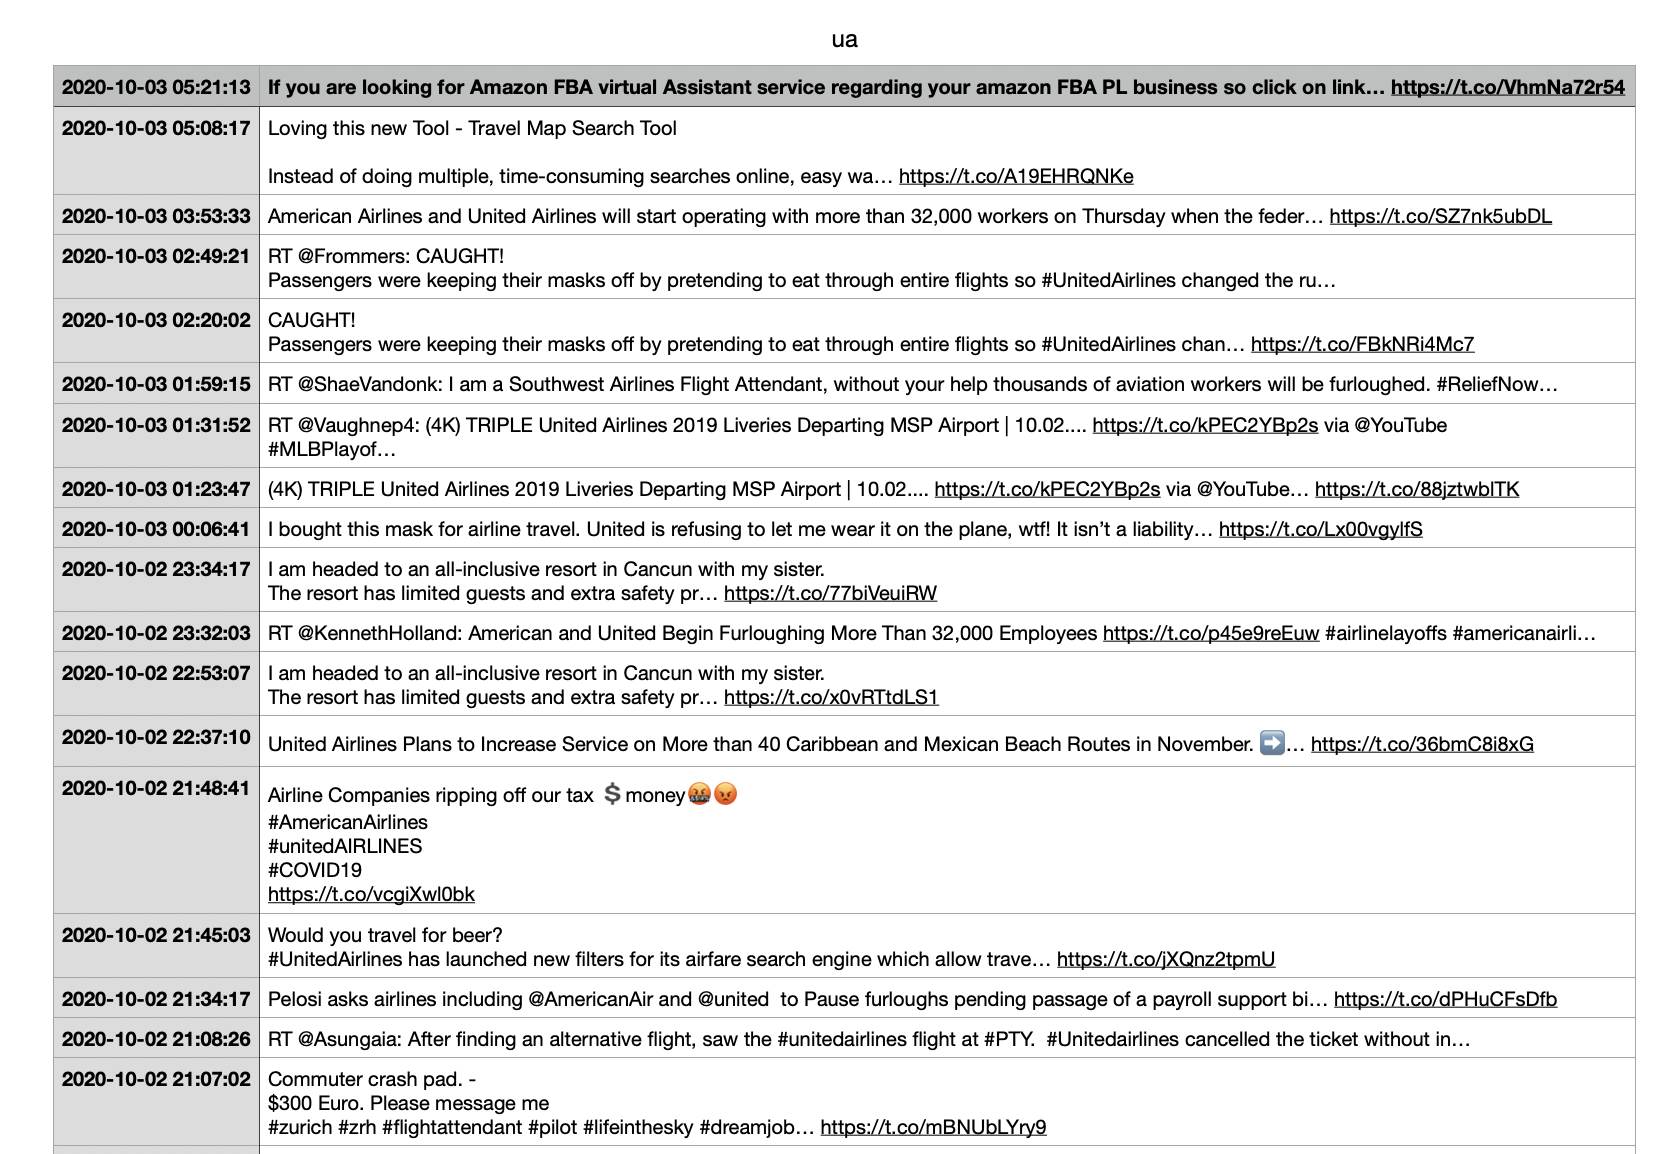 ua
2020-10-03 05:21:13 If you are looking for Amazon FBA virtual Assistant service regarding your amazon FBA PL business so click on link… https://t.co/VhmNa72r54
2020-10-03 05:08:17 Loving this new Tool - Travel Map Search Tool
Instead of doing multiple, time-consuming searches online, easy wa… https://t.co/A19EHRQNKe
2020-10-03 03:53:33 American Airlines and United Airlines will start operating with more than 32,000 workers on Thursday when the feder… https://t.co/SZ7nk5ubDL
2020-10-03 02:49:21 RT @Frommers: CAUGHT!
Passengers were keeping their masks off by pretending to eat through entire flights so #UnitedAirlines changed the ru…
2020-10-03 02:20:02 CAUGHT!
Passengers were keeping their masks off by pretending to eat through entire flights so #UnitedAirlines chan… https://t.co/FBkNRi4Mc7
2020-10-03 01:59:15 RT @ShaeVandonk: I am a Southwest Airlines Flight Attendant, without your help thousands of aviation workers will be furloughed. #ReliefNow…
2020-10-03 01:31:52 RT @Vaughnep4: (4K) TRIPLE United Airlines 2019 Liveries Departing MSP Airport | 10.02.... https://t.co/kPEC2YBp2s via @YouTube
#MLBPlayof…
2020-10-03 01:23:47 (4K) TRIPLE United Airlines 2019 Liveries Departing MSP Airport | 10.02.... https://t.co/kPEC2YBp2s via @YouTube… https://t.co/88jztwblTK
2020-10-03 00:06:41 I bought this mask for airline travel. United is refusing to let me wear it on the plane, wtf! It isn’t a liability… https://t.co/Lx00vgylfS
2020-10-02 23:34:17 I am headed to an all-inclusive resort in Cancun with my sister.
The resort has limited guests and extra safety pr… https://t.co/77biVeuiRW
2020-10-02 23:32:03 RT @KennethHolland: American and United Begin Furloughing More Than 32,000 Employees https://t.co/p45e9reEuw #airlinelayoffs #americanairli…
2020-10-02 22:53:07 I am headed to an all-inclusive resort in Cancun with my sister.
The resort has limited guests and extra safety pr… https://t.co/x0vRTtdLS1
2020-10-02 22:37:10 United Airlines Plans to Increase Service on More than 40 Caribbean and Mexican Beach Routes in November. ➡️… https://t.co/36bmC8i8xG
2020-10-02 21:48:41 Airline Companies ripping off our tax 💲money🤬😡
#AmericanAirlines
#unitedAIRLINES
#COVID19
https://t.co/vcgiXwl0bk
2020-10-02 21:45:03 Would you travel for beer?
#UnitedAirlines has launched new filters for its airfare search engine which allow trave… https://t.co/jXQnz2tpmU
2020-10-02 21:34:17 Pelosi asks airlines including @AmericanAir and @united  to Pause furloughs pending passage of a payroll support bi… https://t.co/dPHuCFsDfb
2020-10-02 21:08:26 RT @Asungaia: After finding an alternative flight, saw the #unitedairlines flight at #PTY.  #Unitedairlines cancelled the ticket without in…
2020-10-02 21:07:02 Commuter crash pad. -
$300 Euro. Please message me
#zurich #zrh #flightattendant #pilot #lifeinthesky #dreamjob… https://t.co/mBNUbLYry9